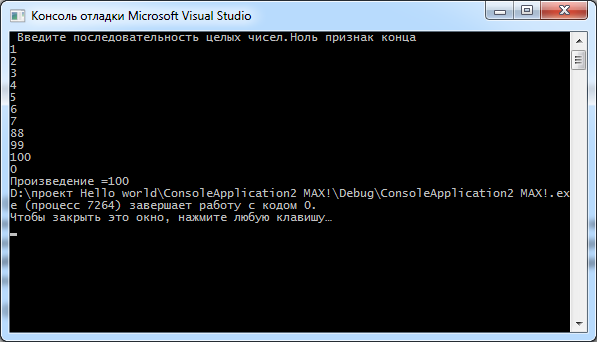 Консоль отладки Microsoft Visual Studio
Введите последовательность целых чисел.Ноль признак конца
1
2
3
4
5
6
7
88
99
100
0
Произведение =100
D:\проект Hello world\ConsoleApplication2 MAX!\Debug\ConsoleApplication2 MAX!.ex
e (процесс 7264) завершает работу с кодом 0.
Чтобы закрыть это окно, нажмите любую клавишу…